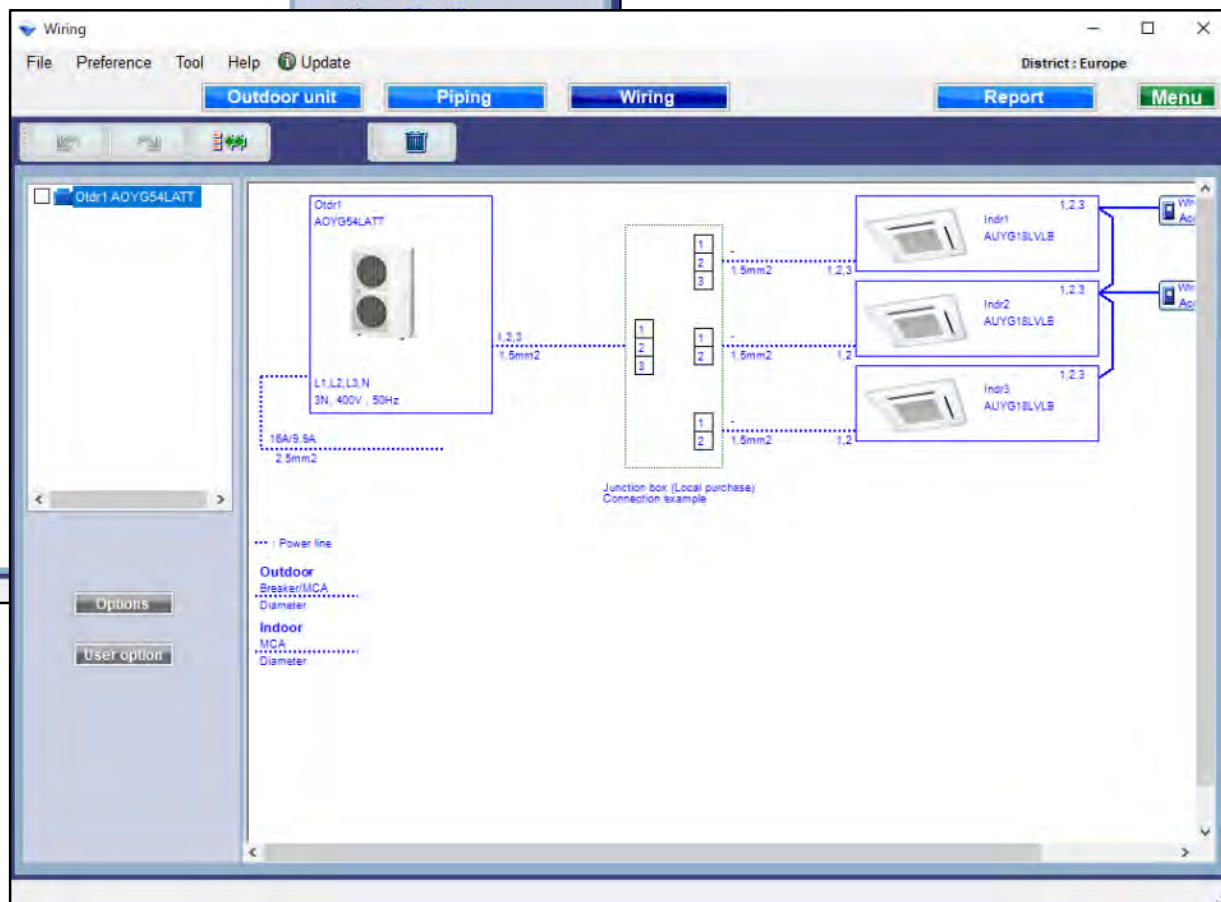 Wiring
File Preference Tool Help Update
District : Europe
Outdoor unit Piping Wiring Report Menu
Otdr1 AOYG54LATT
Otdr1
AOYG54LATT
L1,L2,L3,N
3N, 400V , 50Hz
16A/9.9A
2.5mm2
1,2,3
1.5mm2
1
2
3
1
2
3
-
1.5mm2 1,2,3
1
2
-
1.5mm2 1,2
1
2
-
1.5mm2 1,2
Junction box (Local purchase)
Connection example
1,2,3
Indr1
AUYG18LVLB
1,2,3
Indr2
AUYG18LVLB
1,2,3
Indr3
AUYG18LVLB
: Power line
Outdoor
Breaker/MCA
Diameter
Indoor
MCA
Diameter
Options
User option